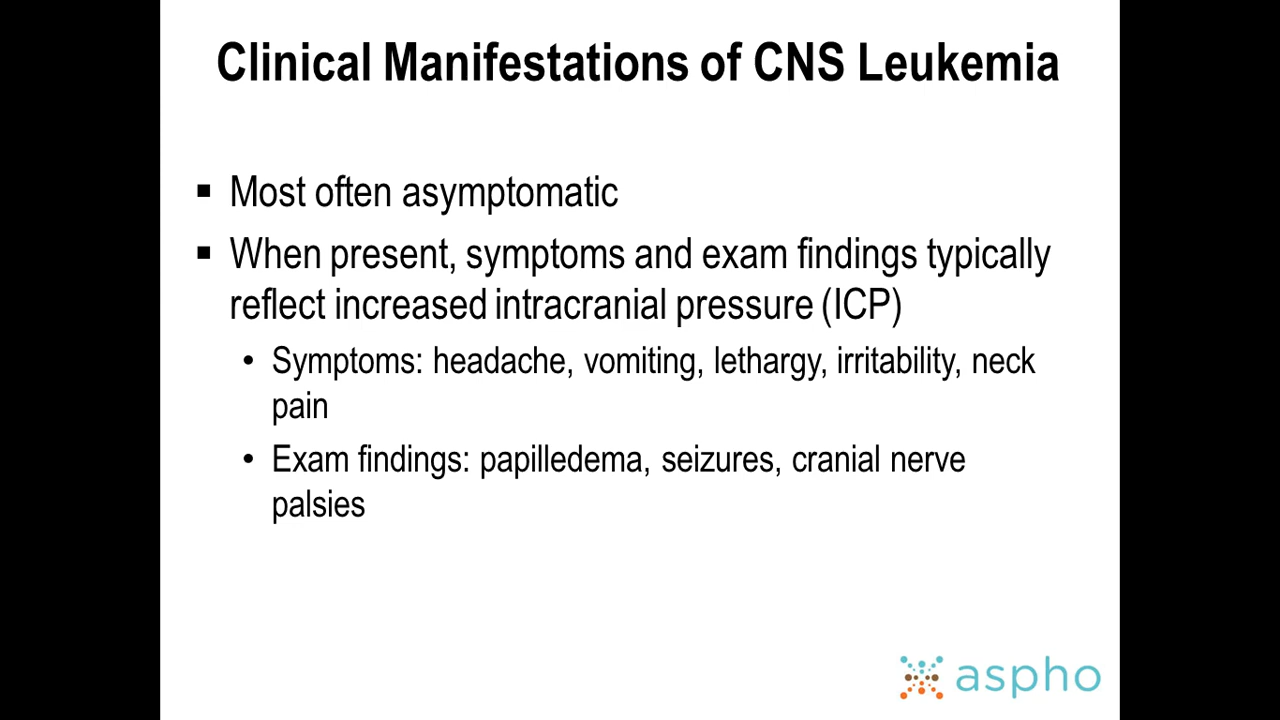 Clinical Manifestations of CNS Leukemia
▪ Most often asymptomatic
▪ When present, symptoms and exam findings typically
reflect increased intracranial pressure (ICP)
• Symptoms: headache, vomiting, lethargy, irritability, neck
pain
• Exam findings: papilledema, seizures, cranial nerve
palsies
aspho